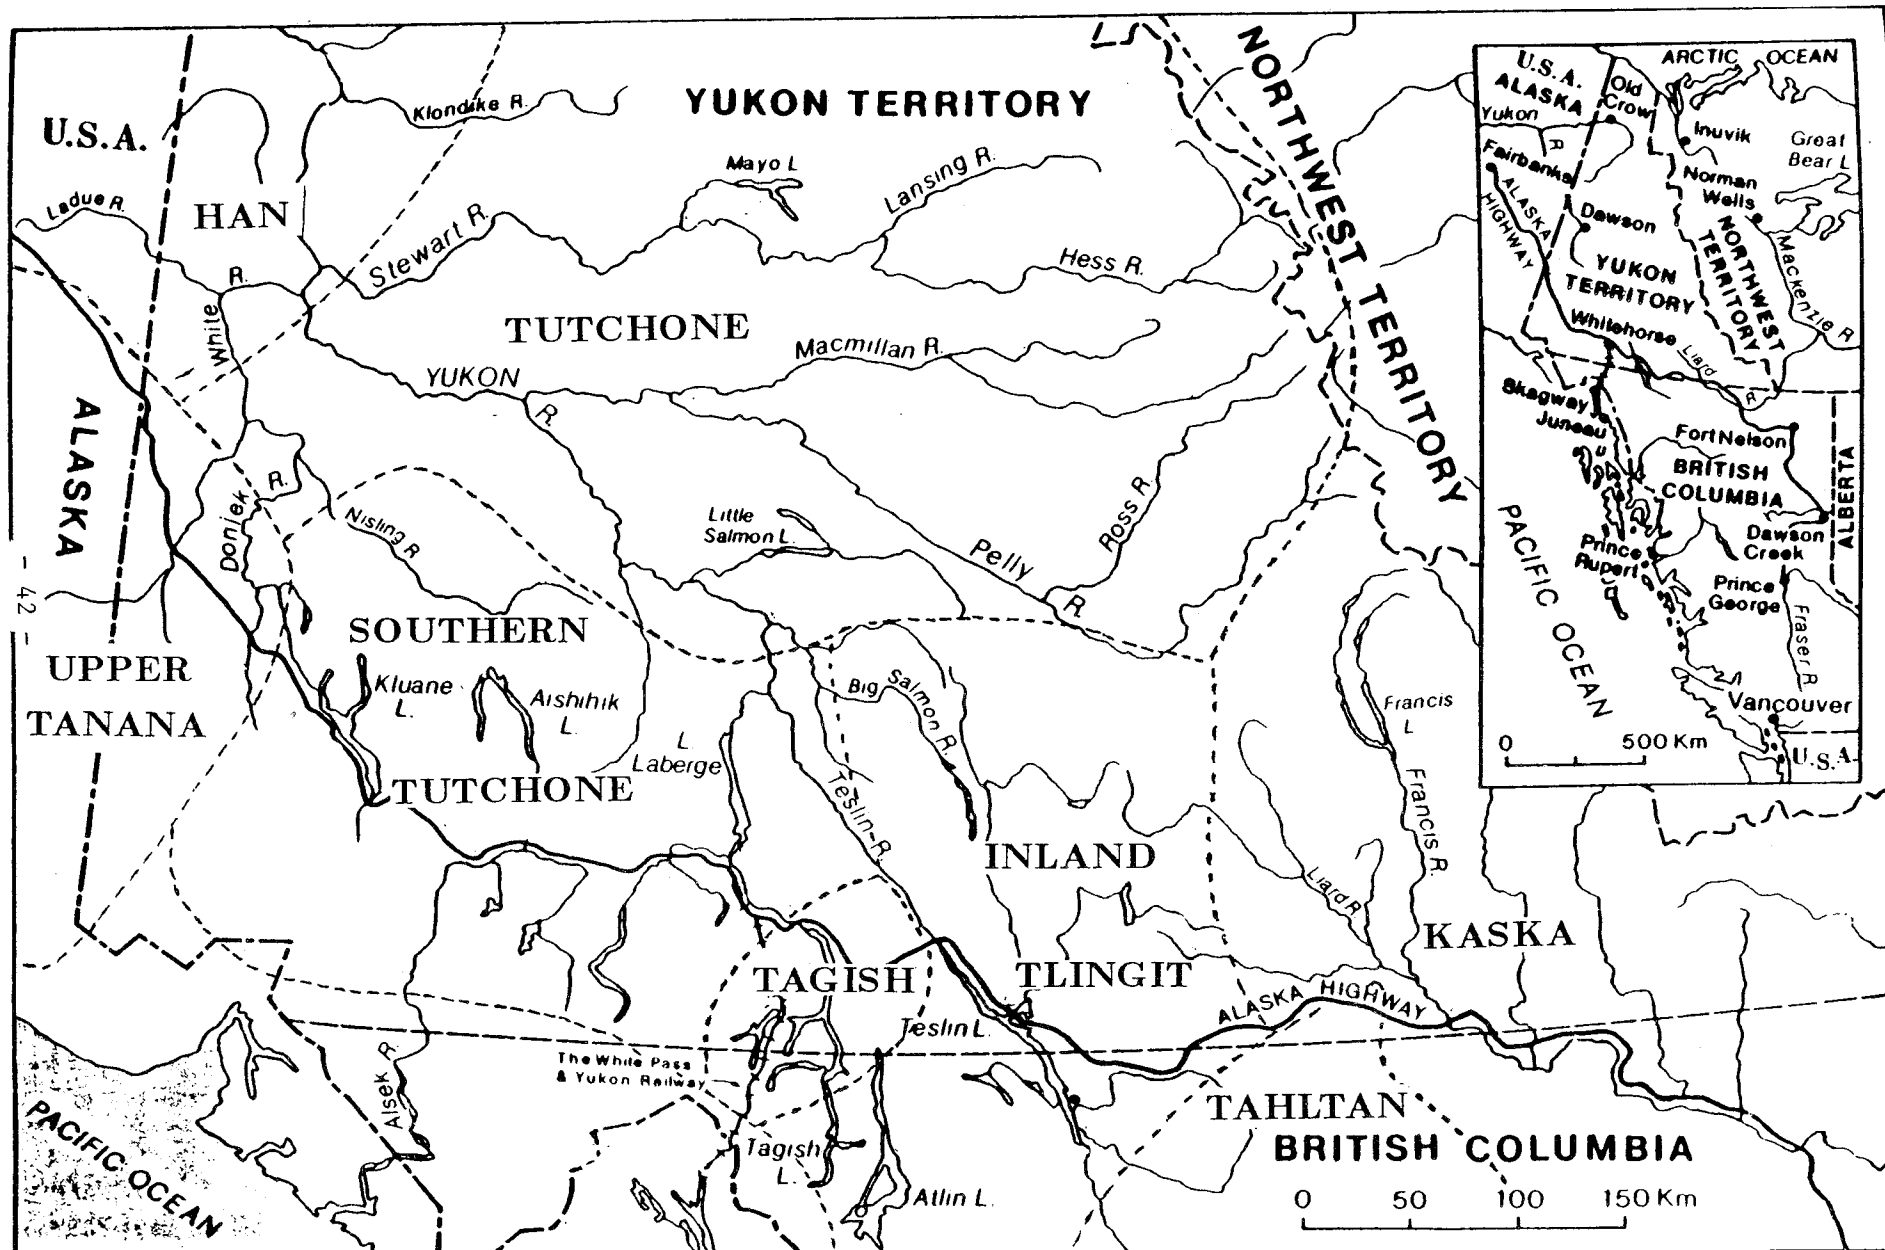 YUKON TERRITORY
NORTHWEST TERRITORY
U.S.A.
ALASKA
Klondike R.
Ladue R.
HAN
Stewart R.
Mayo L
Lansing R.
Hess R.
R.
White
TUTCHONE
Macmillan R.
YUKON
R.
Donjek
R.
Nisling R
Little
Salmon L.
Pelly
R.
Ross R.
- 42 -
UPPER
TANANA
SOUTHERN
TUTCHONE
Kluane
L.
Aishihik
L.
L.
Laberge
Big Salmon R.
Teslin R.
Francis
L
Francis R.
Liard R.
INLAND
TLINGIT
KASKA
TAGISH
Teslin L.
ALASKA HIGHWAY
The White Pass
& Yukon Railway
Alsek R.
PACIFIC OCEAN
Tagish
L.
Atlin L.
TAHLTAN
BRITISH COLUMBIA
0 50 100 150 Km
ARCTIC OCEAN
U.S.A.
ALASKA
Old
Crow
Yukon
R
Inuvik
Great
Bear L
Fairbanks
ALASKA
HIGHWAY
Norman
Wells
Dawson
YUKON
TERRITORY
NORTHWEST
TERRITORY
Mackenzie R
Whitehorse
Liard
R
Skagway
Juneau
Fort Nelson
BRITISH
COLUMBIA
ALBERTA
Dawson
Creek
Prince
Rupert
Prince
George
Fraser R
PACIFIC OCEAN
Vancouver
0 500 Km
U.S.A.